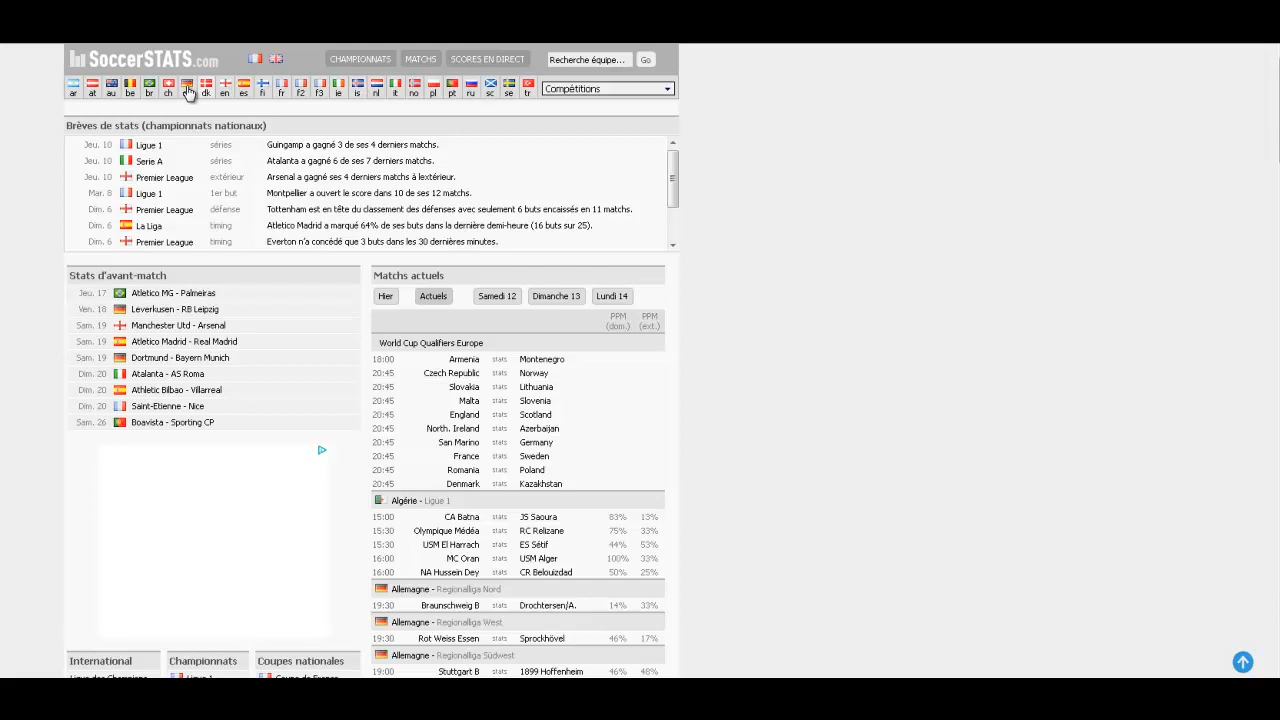 SoccerSTATS.com CHAMPIONNATS MATCHS SCORES EN DIRECT Recherche équipe... Go
ar at au be br ch dk en es fi fr f2 f3 ie is nl it no pl pt ru sc se tr Compétitions
Brèves de stats (championnats nationaux)
Jeu. 10 Ligue 1 séries Guingamp a gagné 3 de ses 4 derniers matchs.
Jeu. 10 Serie A séries Atalanta a gagné 6 de ses 7 derniers matchs.
Jeu. 10 Premier League extérieur Arsenal a gagné ses 4 derniers matchs à lextérieur.
Mar. 8 Ligue 1 1er but Montpellier a ouvert le score dans 10 de ses 12 matchs.
Dim. 6 Premier League défense Tottenham est en tête du classement des défenses avec seulement 6 buts encaissés en 11 matchs.
Dim. 6 La Liga timing Atletico Madrid a marqué 64% de ses buts dans la dernière demi-heure (16 buts sur 25).
Dim. 6 Premier League timing Everton n'a concédé que 3 buts dans les 30 dernières minutes.
Stats d'avant-match
Jeu. 17 Atletico MG - Palmeiras
Ven. 18 Leverkusen - RB Leipzig
Sam. 19 Manchester Utd - Arsenal
Sam. 19 Atletico Madrid - Real Madrid
Sam. 19 Dortmund - Bayern Munich
Dim. 20 Atalanta - AS Roma
Dim. 20 Athletic Bilbao - Villarreal
Dim. 20 Saint-Etienne - Nice
Sam. 26 Boavista - Sporting CP
Matchs actuels
Hier Actuels Samedi 12 Dimanche 13 Lundi 14
PPM PPM
(dom.) (ext.)
World Cup Qualifiers Europe
18:00 Armenia stats Montenegro
20:45 Czech Republic stats Norway
20:45 Slovakia stats Lithuania
20:45 Malta stats Slovenia
20:45 England stats Scotland
20:45 North. Ireland stats Azerbaijan
20:45 San Marino stats Germany
20:45 France stats Sweden
20:45 Romania stats Poland
20:45 Denmark stats Kazakhstan
Algérie - Ligue 1
15:00 CA Batna stats JS Saoura 83% 13%
15:30 Olympique Médéa stats RC Relizane 75% 33%
15:30 USM El Harrach stats ES Sétif 44% 53%
16:00 MC Oran stats USM Alger 100% 33%
16:00 NA Hussein Dey stats CR Belouizdad 50% 25%
Allemagne - Regionalliga Nord
19:30 Braunschweig B stats Drochtersen/A. 14% 33%
Allemagne - Regionalliga West
19:30 Rot Weiss Essen stats Sprockhövel 46% 17%
Allemagne - Regionalliga Südwest
19:00 Stuttgart B stats 1899 Hoffenheim 46% 48%
International Championnats Coupes nationales
Ligue des Champions Ligue 1 Coupe de France